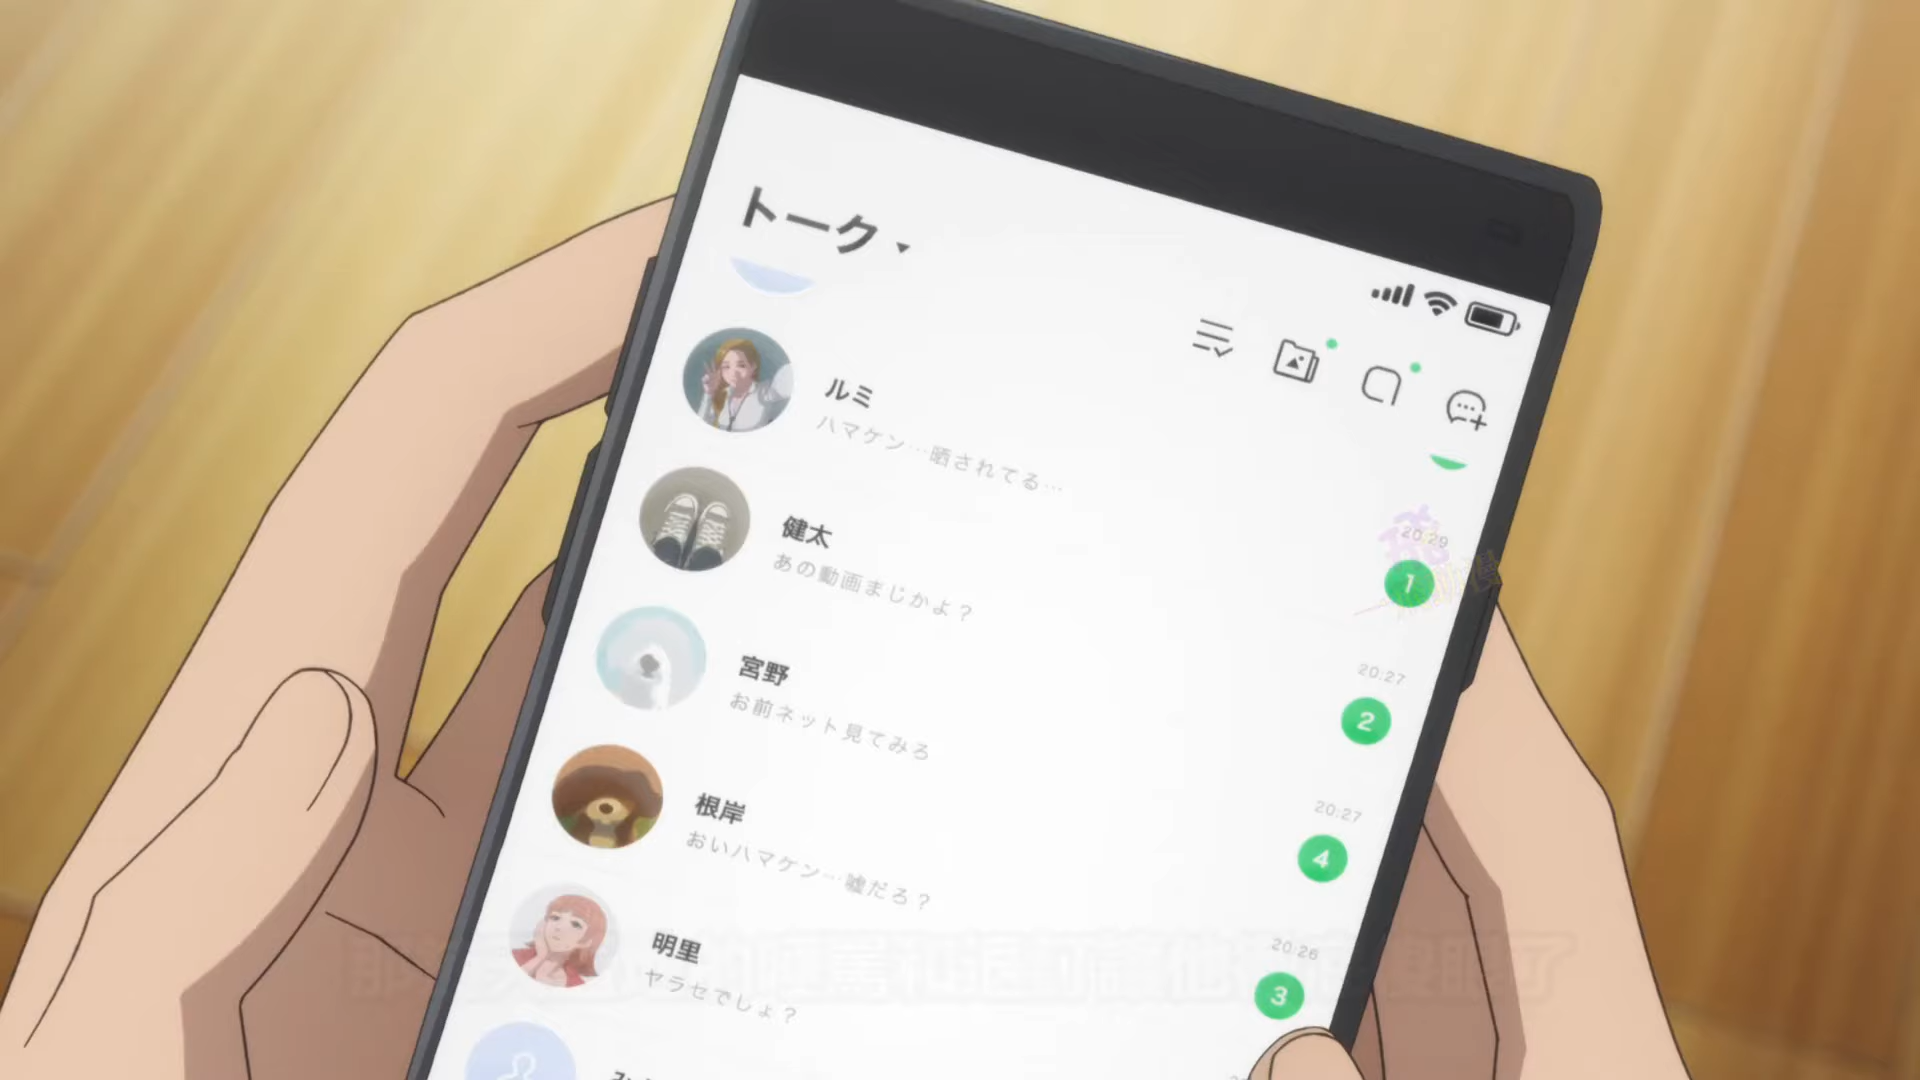 トーク
ルミ
ハマケン…晒されてる…
20:29
1
健太
あの動画まじかよ？
20:27
2
宮野
お前ネット見てみろ
20:27
4
根岸
おいハマケン…嘘だろ？
20:26
3
明里
ヤラセでしょ？